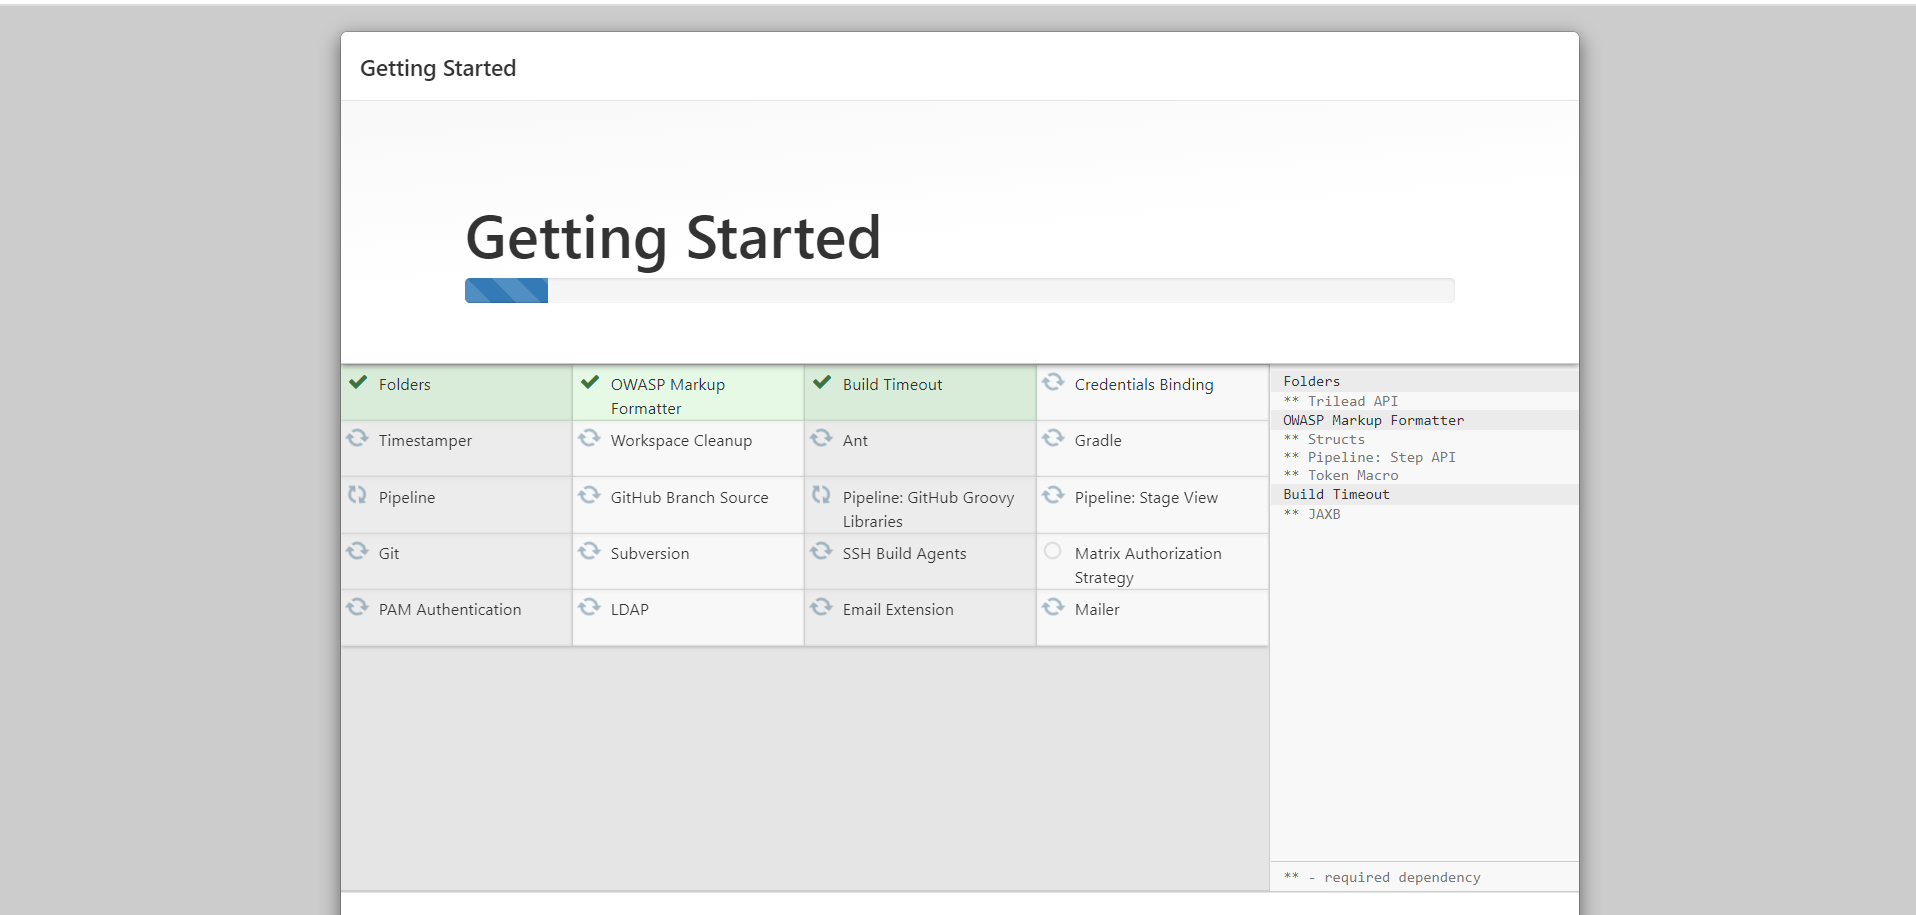 Getting Started
Getting Started
Folders
OWASP Markup
Formatter
Build Timeout
Credentials Binding
Timestamper
Workspace Cleanup
Ant
Gradle
Pipeline
GitHub Branch Source
Pipeline: GitHub Groovy
Libraries
Pipeline: Stage View
Git
Subversion
SSH Build Agents
Matrix Authorization
Strategy
PAM Authentication
LDAP
Email Extension
Mailer
Folders
** Trilead API
OWASP Markup Formatter
** Structs
** Pipeline: Step API
** Token Macro
Build Timeout
** JAXB
** - required dependency